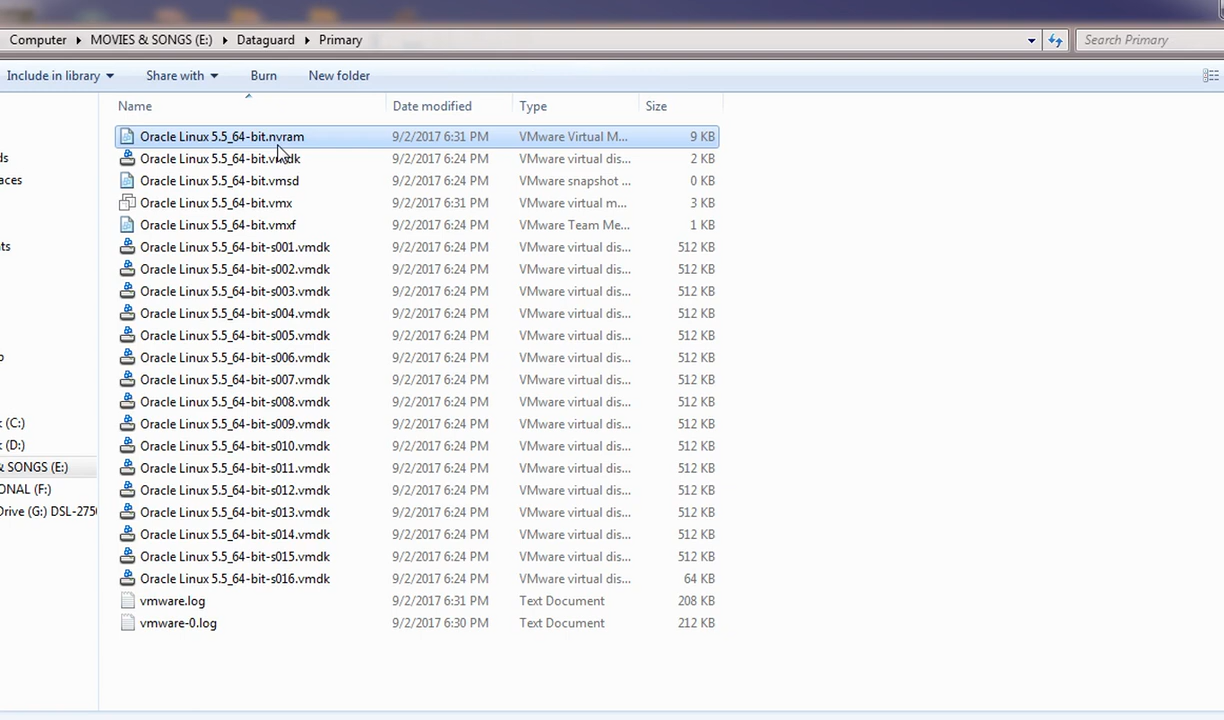 Computer ▸ MOVIES & SONGS (E:) ▸ Dataguard ▸ Primary
Search Primary
Include in library Share with Burn New folder
Name Date modified Type Size
Oracle Linux 5.5_64-bit.nvram 9/2/2017 6:31 PM VMware Virtual M... 9 KB
Oracle Linux 5.5_64-bit.vmdk 9/2/2017 6:24 PM VMware virtual dis... 2 KB
Oracle Linux 5.5_64-bit.vmsd 9/2/2017 6:24 PM VMware snapshot ... 0 KB
Oracle Linux 5.5_64-bit.vmx 9/2/2017 6:31 PM VMware virtual m... 3 KB
Oracle Linux 5.5_64-bit.vmxf 9/2/2017 6:24 PM VMware Team Me... 1 KB
Oracle Linux 5.5_64-bit-s001.vmdk 9/2/2017 6:24 PM VMware virtual dis... 512 KB
Oracle Linux 5.5_64-bit-s002.vmdk 9/2/2017 6:24 PM VMware virtual dis... 512 KB
Oracle Linux 5.5_64-bit-s003.vmdk 9/2/2017 6:24 PM VMware virtual dis... 512 KB
Oracle Linux 5.5_64-bit-s004.vmdk 9/2/2017 6:24 PM VMware virtual dis... 512 KB
Oracle Linux 5.5_64-bit-s005.vmdk 9/2/2017 6:24 PM VMware virtual dis... 512 KB
Oracle Linux 5.5_64-bit-s006.vmdk 9/2/2017 6:24 PM VMware virtual dis... 512 KB
Oracle Linux 5.5_64-bit-s007.vmdk 9/2/2017 6:24 PM VMware virtual dis... 512 KB
Oracle Linux 5.5_64-bit-s008.vmdk 9/2/2017 6:24 PM VMware virtual dis... 512 KB
Oracle Linux 5.5_64-bit-s009.vmdk 9/2/2017 6:24 PM VMware virtual dis... 512 KB
Oracle Linux 5.5_64-bit-s010.vmdk 9/2/2017 6:24 PM VMware virtual dis... 512 KB
Oracle Linux 5.5_64-bit-s011.vmdk 9/2/2017 6:24 PM VMware virtual dis... 512 KB
Oracle Linux 5.5_64-bit-s012.vmdk 9/2/2017 6:24 PM VMware virtual dis... 512 KB
Oracle Linux 5.5_64-bit-s013.vmdk 9/2/2017 6:24 PM VMware virtual dis... 512 KB
Oracle Linux 5.5_64-bit-s014.vmdk 9/2/2017 6:24 PM VMware virtual dis... 512 KB
Oracle Linux 5.5_64-bit-s015.vmdk 9/2/2017 6:24 PM VMware virtual dis... 512 KB
Oracle Linux 5.5_64-bit-s016.vmdk 9/2/2017 6:24 PM VMware virtual dis... 64 KB
vmware.log 9/2/2017 6:31 PM Text Document 208 KB
vmware-0.log 9/2/2017 6:30 PM Text Document 212 KB
ds
aces
nts
(C:)
(D:)
& SONGS (E:)
ONAL (F:)
Drive (G:) DSL-275